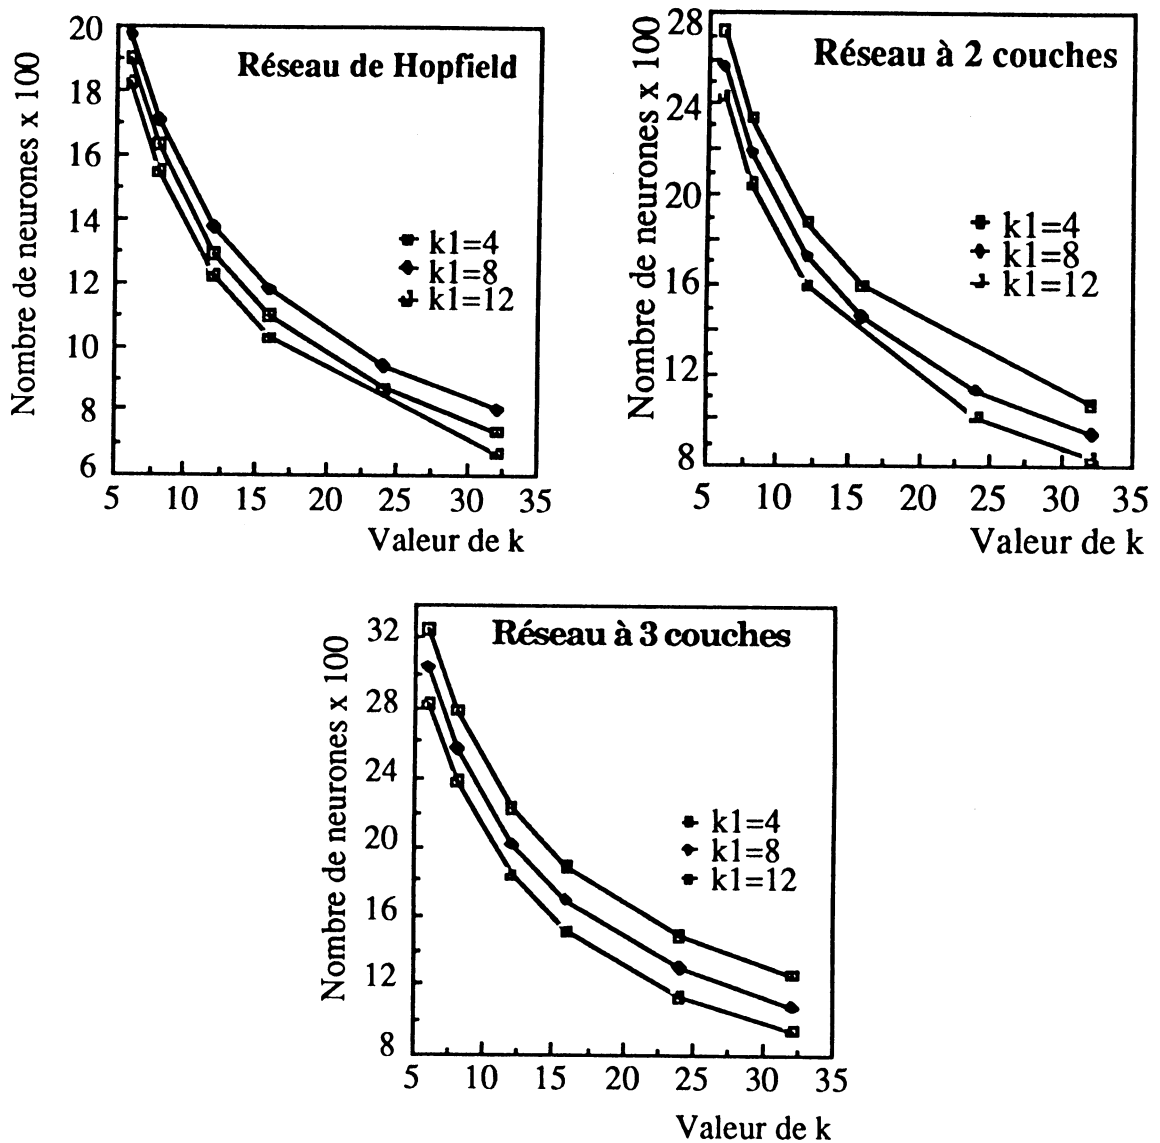 Réseau de Hopfield
Nombre de neurones x 100
20
18
16
14
12
10
8
6
k1=4
k1=8
k1=12
5 10 15 20 25 30 35
Valeur de k
Réseau à 2 couches
Nombre de neurones x 100
28
24
20
16
12
8
k1=4
k1=8
k1=12
5 10 15 20 25 30 35
Valeur de k
Réseau à 3 couches
Nombre de neurones x 100
32
28
24
20
16
12
8
k1=4
k1=8
k1=12
5 10 15 20 25 30 35
Valeur de k